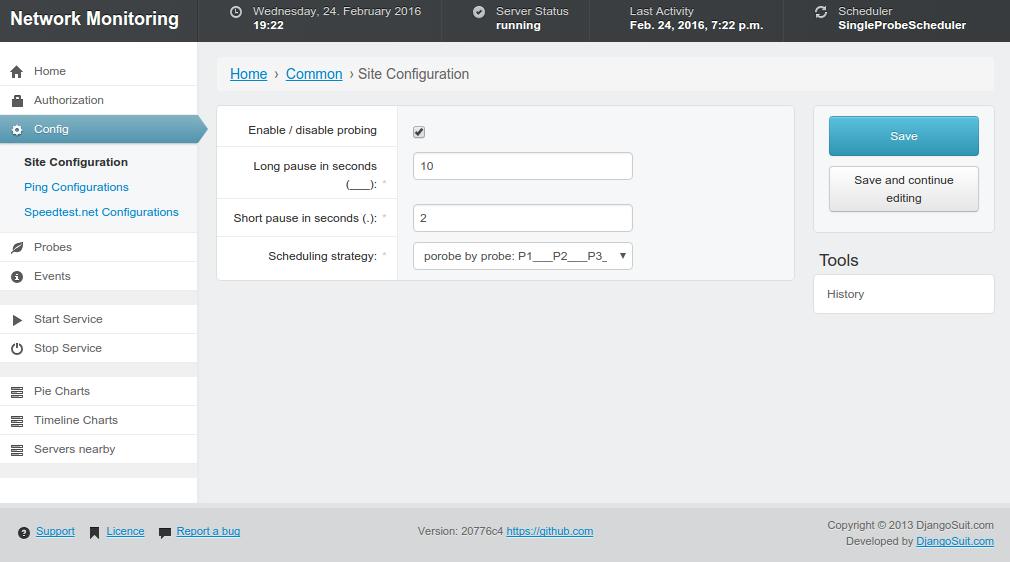 Network Monitoring
Wednesday, 24. February 2016
19:22
Server Status
running
Last Activity
Feb. 24, 2016, 7:22 p.m.
Scheduler
SingleProbeScheduler
Home
Authorization
Config
Site Configuration
Ping Configurations
Speedtest.net Configurations
Probes
Events
Start Service
Stop Service
Pie Charts
Timeline Charts
Servers nearby
Home › Common › Site Configuration
Enable / disable probing
Long pause in seconds
(___): *
10
Short pause in seconds (.): *
2
Scheduling strategy: *
porobe by probe: P1___P2___P3_
Save
Save and continue
editing
Tools
History
Support
Licence
Report a bug
Version: 20776c4 https://github.com
Copyright © 2013 DjangoSuit.com
Developed by DjangoSuit.com